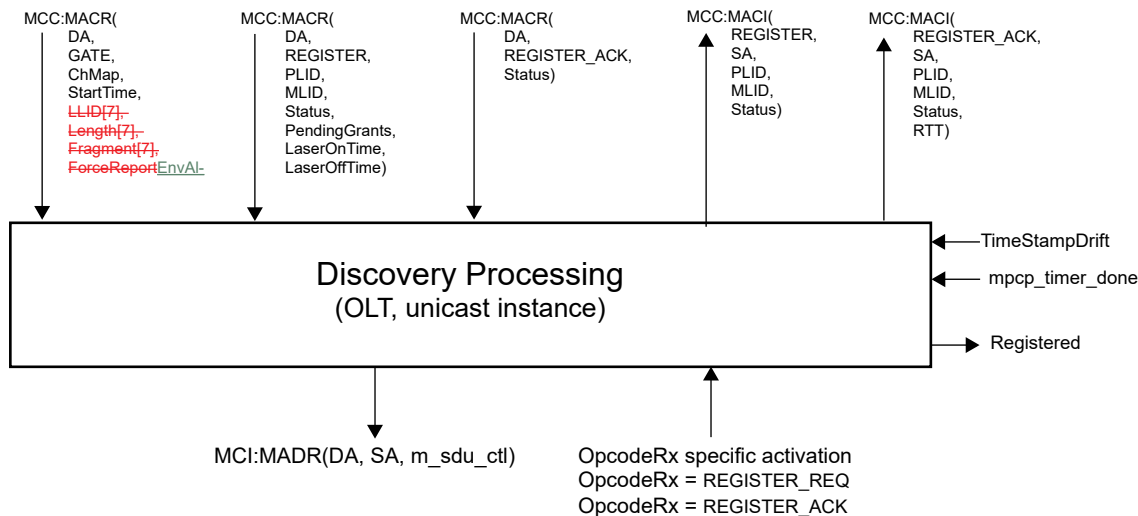 MCC:MACR(
DA,
GATE,
ChMap,
StartTime,
LLID[7],
Length[7],
Fragment[7],
ForceReportEnvAl-
MCC:MACR(
DA,
REGISTER,
PLID,
MLID,
Status,
PendingGrants,
LaserOnTime,
LaserOffTime)
MCC:MACR(
DA,
REGISTER_ACK,
Status)
MCC:MACI(
REGISTER,
SA,
PLID,
MLID,
Status)
MCC:MACI(
REGISTER_ACK,
SA,
PLID,
MLID,
Status,
RTT)
Discovery Processing
(OLT, unicast instance)
TimeStampDrift
mpcp_timer_done
Registered
MCI:MADR(DA, SA, m_sdu_ctl)
OpcodeRx specific activation
OpcodeRx = REGISTER_REQ
OpcodeRx = REGISTER_ACK